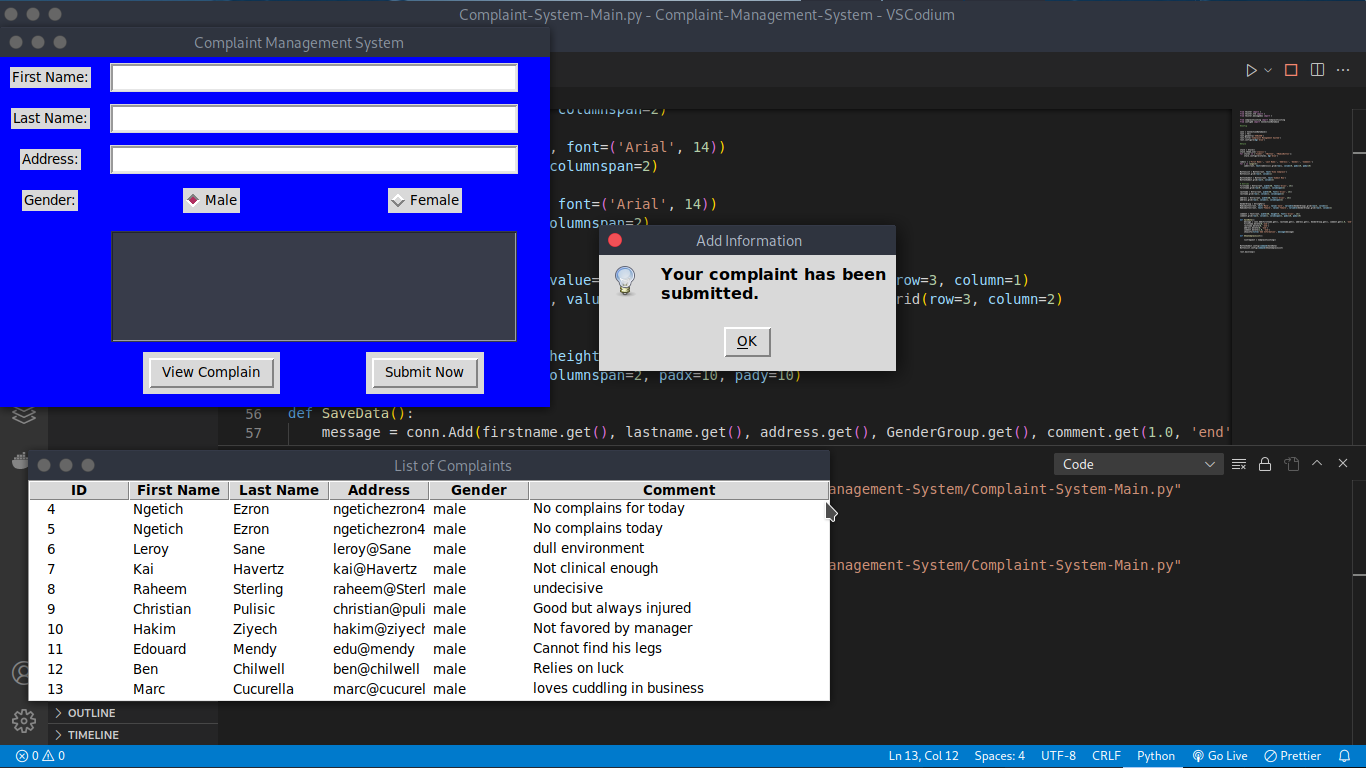 Complaint-System-Main.py - Complaint-Management-System - VSCodium
Complaint Management System
First Name:
Last Name:
Address:
Gender:
Male
Female
View Complain
Submit Now
columnspan=2)
, font=('Arial', 14))
columnspan=2)
font=('Arial', 14))
columnspan=2)
value=
row=3, column=1)
, valu
rid(row=3, column=2)
height
olumnspan=2, padx=10, pady=10)
56 def SaveData():
57 message = conn.Add(firstname.get(), lastname.get(), address.get(), GenderGroup.get(), comment.get(1.0, 'end'
Add Information
Your complaint has been
submitted.
OK
Code
anagement-System/Complaint-System-Main.py"
anagement-System/Complaint-System-Main.py"
List of Complaints
ID First Name Last Name Address Gender Comment
4 Ngetich Ezron ngetichezron4 male No complains for today
5 Ngetich Ezron ngetichezron4 male No complains today
6 Leroy Sane leroy@Sane male dull environment
7 Kai Havertz kai@Havertz male Not clinical enough
8 Raheem Sterling raheem@Sterl male undecisive
9 Christian Pulisic christian@puli male Good but always injured
10 Hakim Ziyech hakim@ziyech male Not favored by manager
11 Edouard Mendy edu@mendy male Cannot find his legs
12 Ben Chilwell ben@chilwell male Relies on luck
13 Marc Cucurella marc@cucurel male loves cuddling in business
OUTLINE
TIMELINE
0 0
Ln 13, Col 12 Spaces: 4 UTF-8 CRLF Python Go Live Prettier